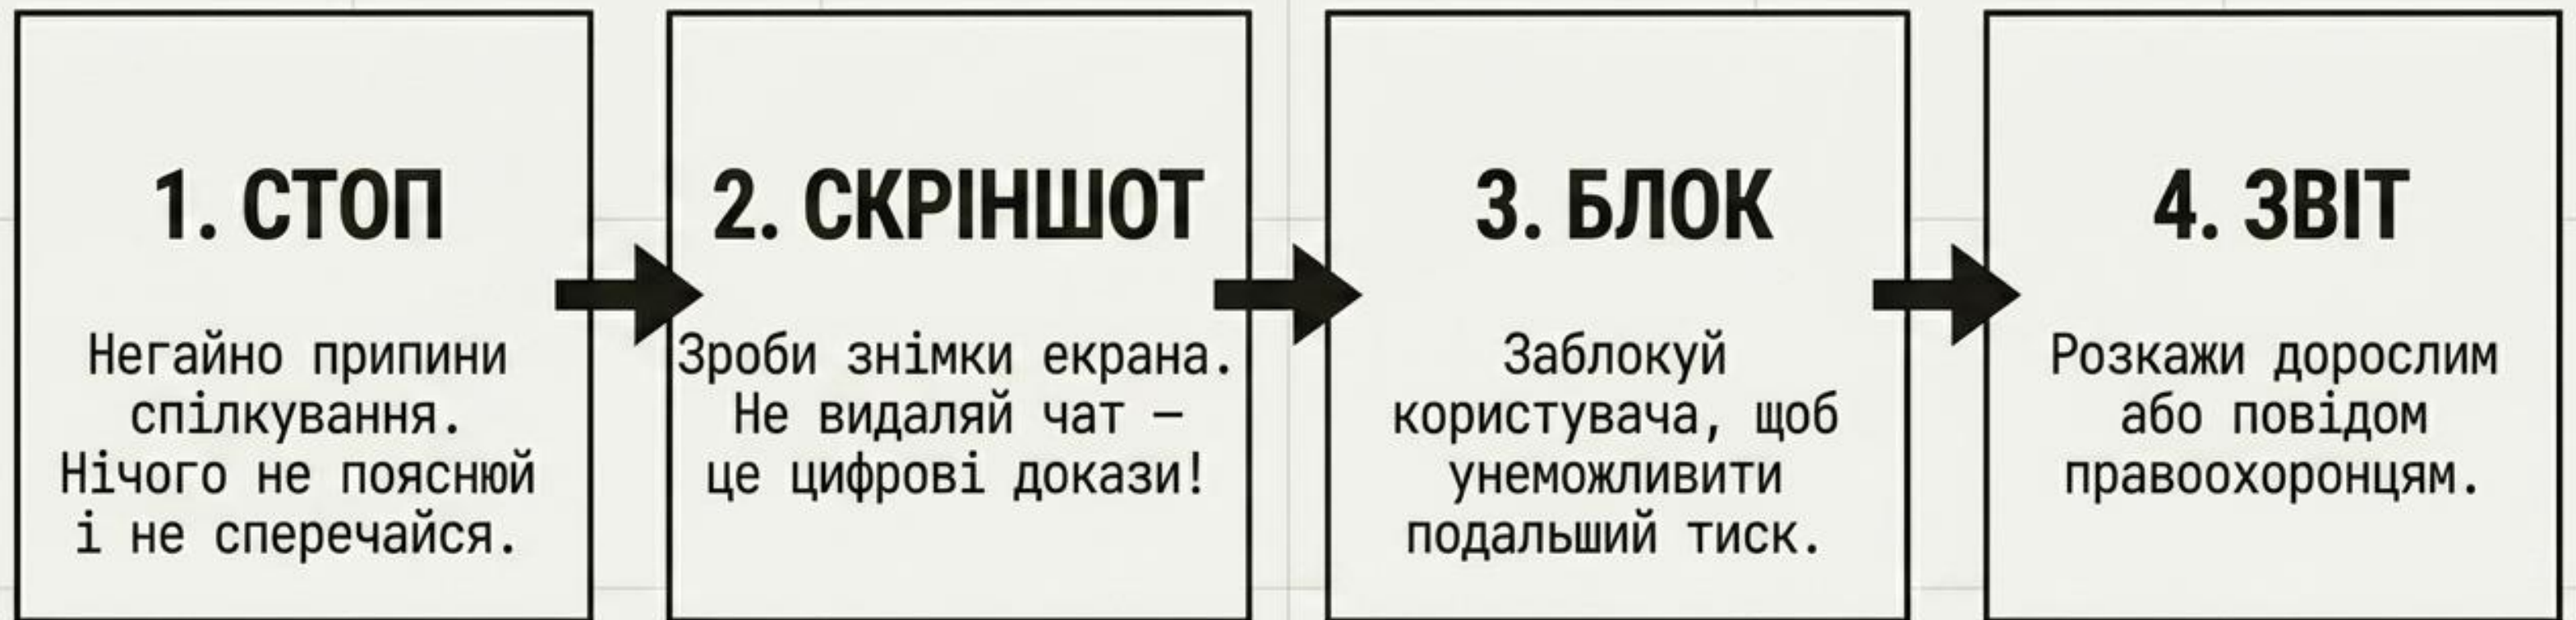 1. СТОП
Негайно припини
спілкування.
Нічого не пояснюй
і не сперечайся.
2. СКРІНШОТ
Зроби знімки екрана.
Не видаляй чат –
це цифрові докази!
3. БЛОК
Заблокуй
користувача, щоб
унеможливити
подальший тиск.
4. ЗВІТ
Розкажи дорослим
або повідом
правоохоронцям.